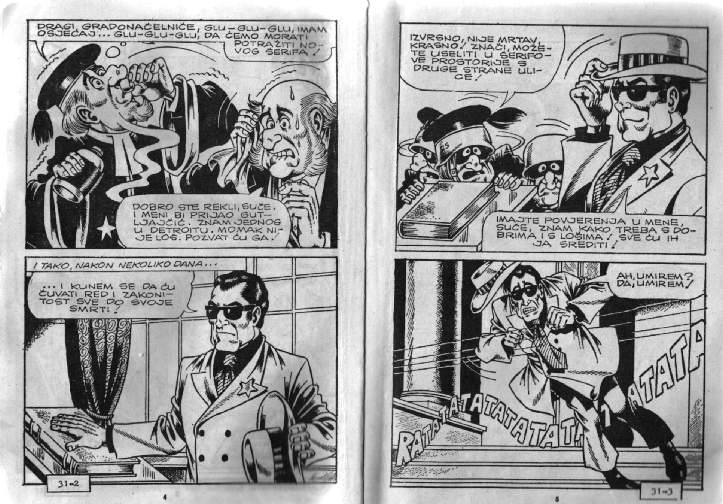 DRAGI, GRADONAČELNIČE, GLU-GLU-GLU, IMAM
OSJEĆAJ... GLU-GLU-GLU, DA ĆEMO MORATI
POTRAŽITI NO-
VOG ŠERIFA!
DOBRO STE REKLI, SUČE.
I MENI BI PRIJAO GUT-
LJAJČIĆ. ZNAM JEDNOG
U DETROITU. MOMAK NI-
JE LOŠ. POZVAT ĆU GA.
I TAKO, NAKON NEKOLIKO DANA...
... I KUNEM SE DA ĆU
ČUVATI RED I ZAKONI-
TOST SVE DO SVOJE
SMRTI!
31-2
4
IZVRSNO, NIJE MRTAV,
KRASNO! ZNAČI, MOŽE-
TE USELITI U ŠERIFO-
VE PROSTORIJE S
DRUGE STRANE ULI-
CE!
IMAJTE POVJERENJA U MENE,
SUČE, ZNAM KAKO TREBA S DO-
BRIMA I S LOŠIMA! SVE ĆU IH
JA SREDITI!
AH, UMIREM?
DA, UMIREM!
RATATATATATATATATATATATA
31-3
5